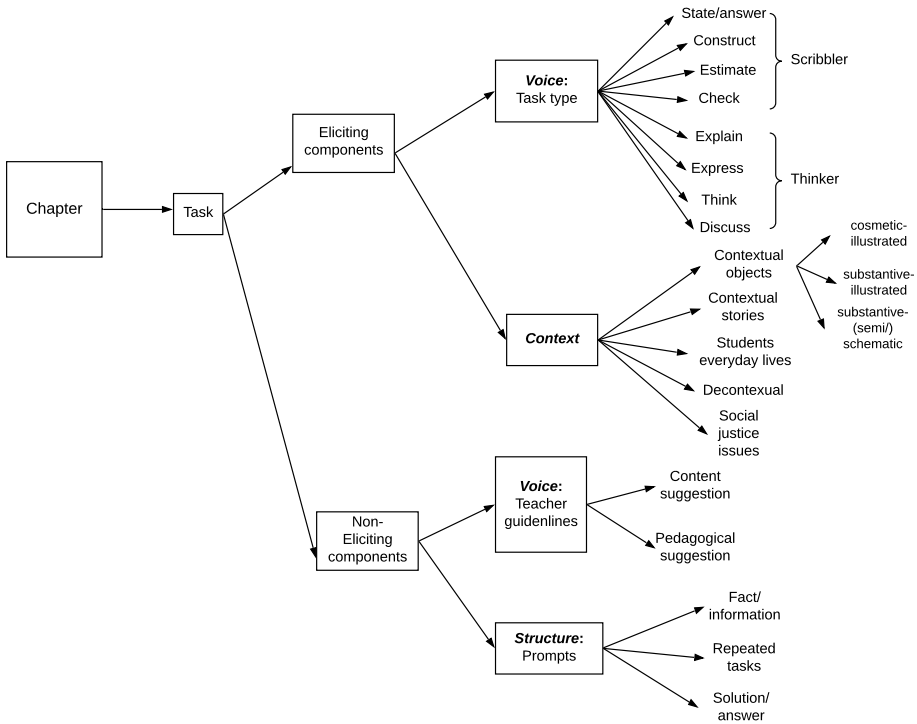 Chapter
Task
Eliciting
components
Voice:
Task type
State/answer
Construct
Estimate
Check
Scribbler
Explain
Express
Think
Discuss
Thinker
Context
Contextual
objects
cosmetic-
illustrated
substantive-
illustrated
substantive-
(semi/)
schematic
Contextual
stories
Students
everyday lives
Decontexual
Social
justice
issues
Non-
Eliciting
components
Voice:
Teacher
guidenlines
Content
suggestion
Pedagogical
suggestion
Structure:
Prompts
Fact/
information
Repeated
tasks
Solution/
answer